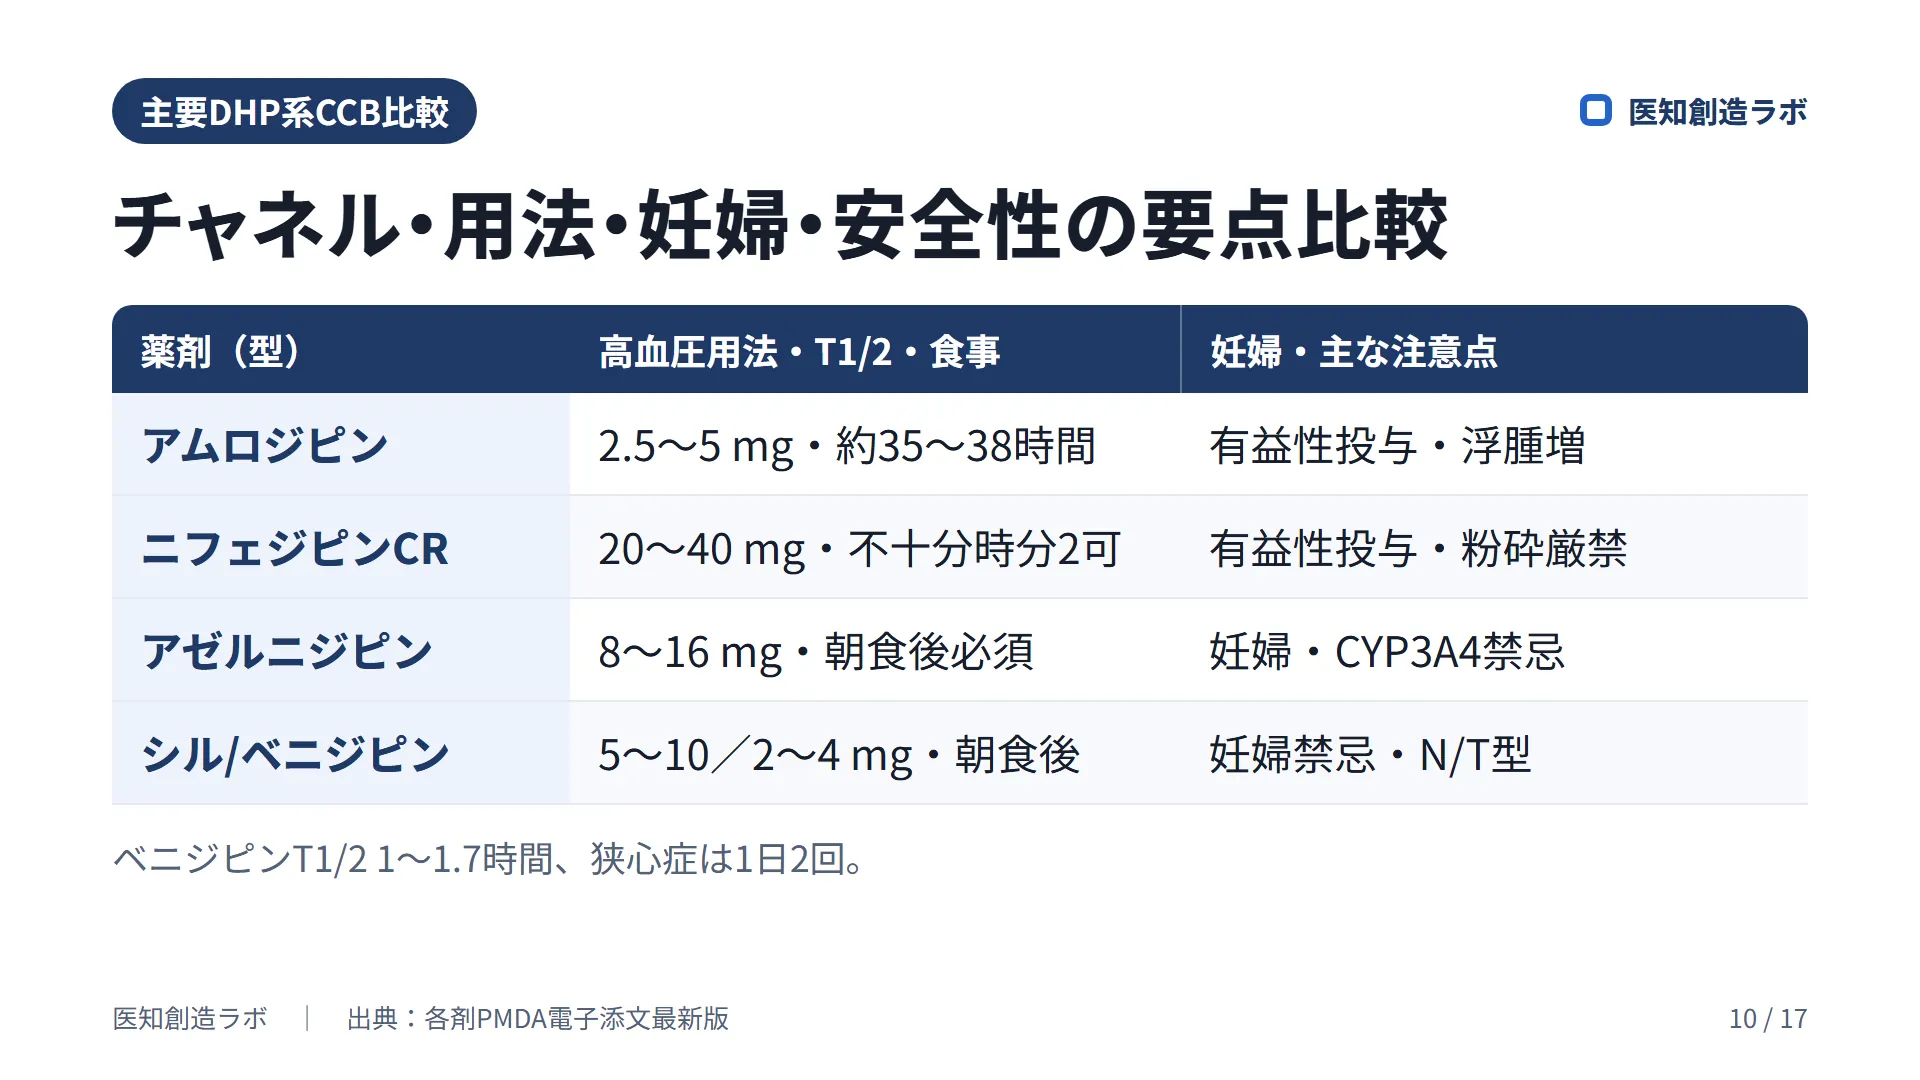 主要DHP系CCB比較
医知創造ラボ
チャネル・用法・妊婦・安全性の要点比較
薬剤（型） 高血圧用法・T1/2・食事 妊婦・主な注意点
アムロジピン 2.5～5 mg・約35～38時間 有益性投与・浮腫増
ニフェジピンCR 20～40 mg・不十分時分2可 有益性投与・粉砕厳禁
アゼルニジピン 8～16 mg・朝食後必須 妊婦・CYP3A4禁忌
シル/ベニジピン 5～10／2～4 mg・朝食後 妊婦禁忌・N/T型
ベニジピンT1/2 1～1.7時間、狭心症は1日2回。
医知創造ラボ ｜ 出典：各剤PMDA電子添文最新版
10 / 17